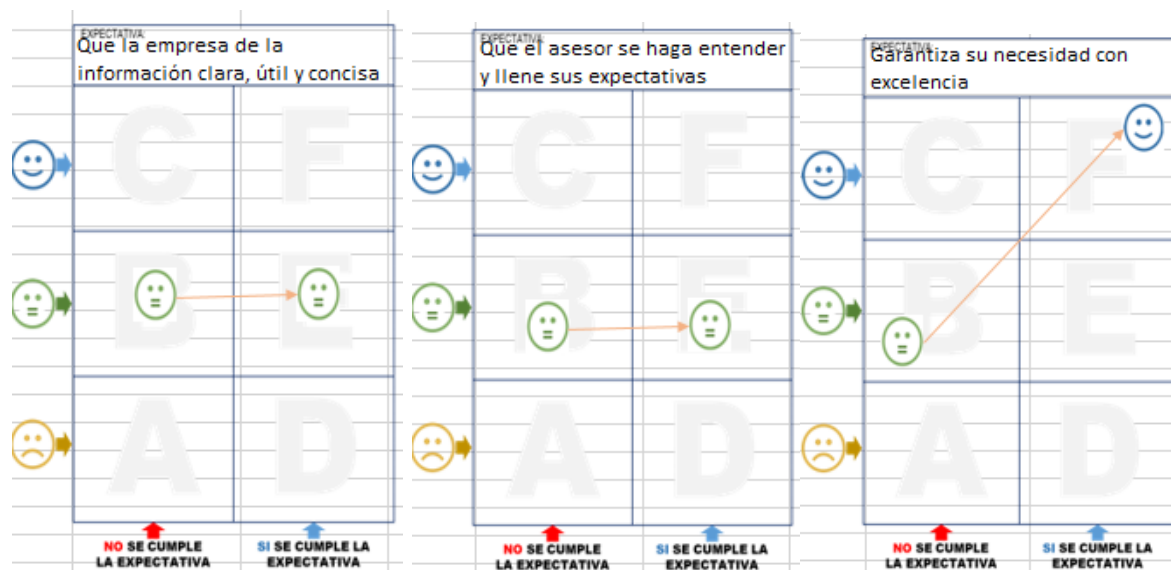 EXPECTATIVA:
Que la empresa de la
información clara, útil y concisa
C F
B E
A D
NO SE CUMPLE
LA EXPECTATIVA
SI SE CUMPLE LA
EXPECTATIVA
EXPECTATIVA:
Que el asesor se haga entender
y llene sus expectativas
C F
B E
A D
NO SE CUMPLE
LA EXPECTATIVA
SI SE CUMPLE LA
EXPECTATIVA
EXPECTATIVA:
Garantiza su necesidad con
excelencia
C F
B E
A D
NO SE CUMPLE
LA EXPECTATIVA
SI SE CUMPLE LA
EXPECTATIVA